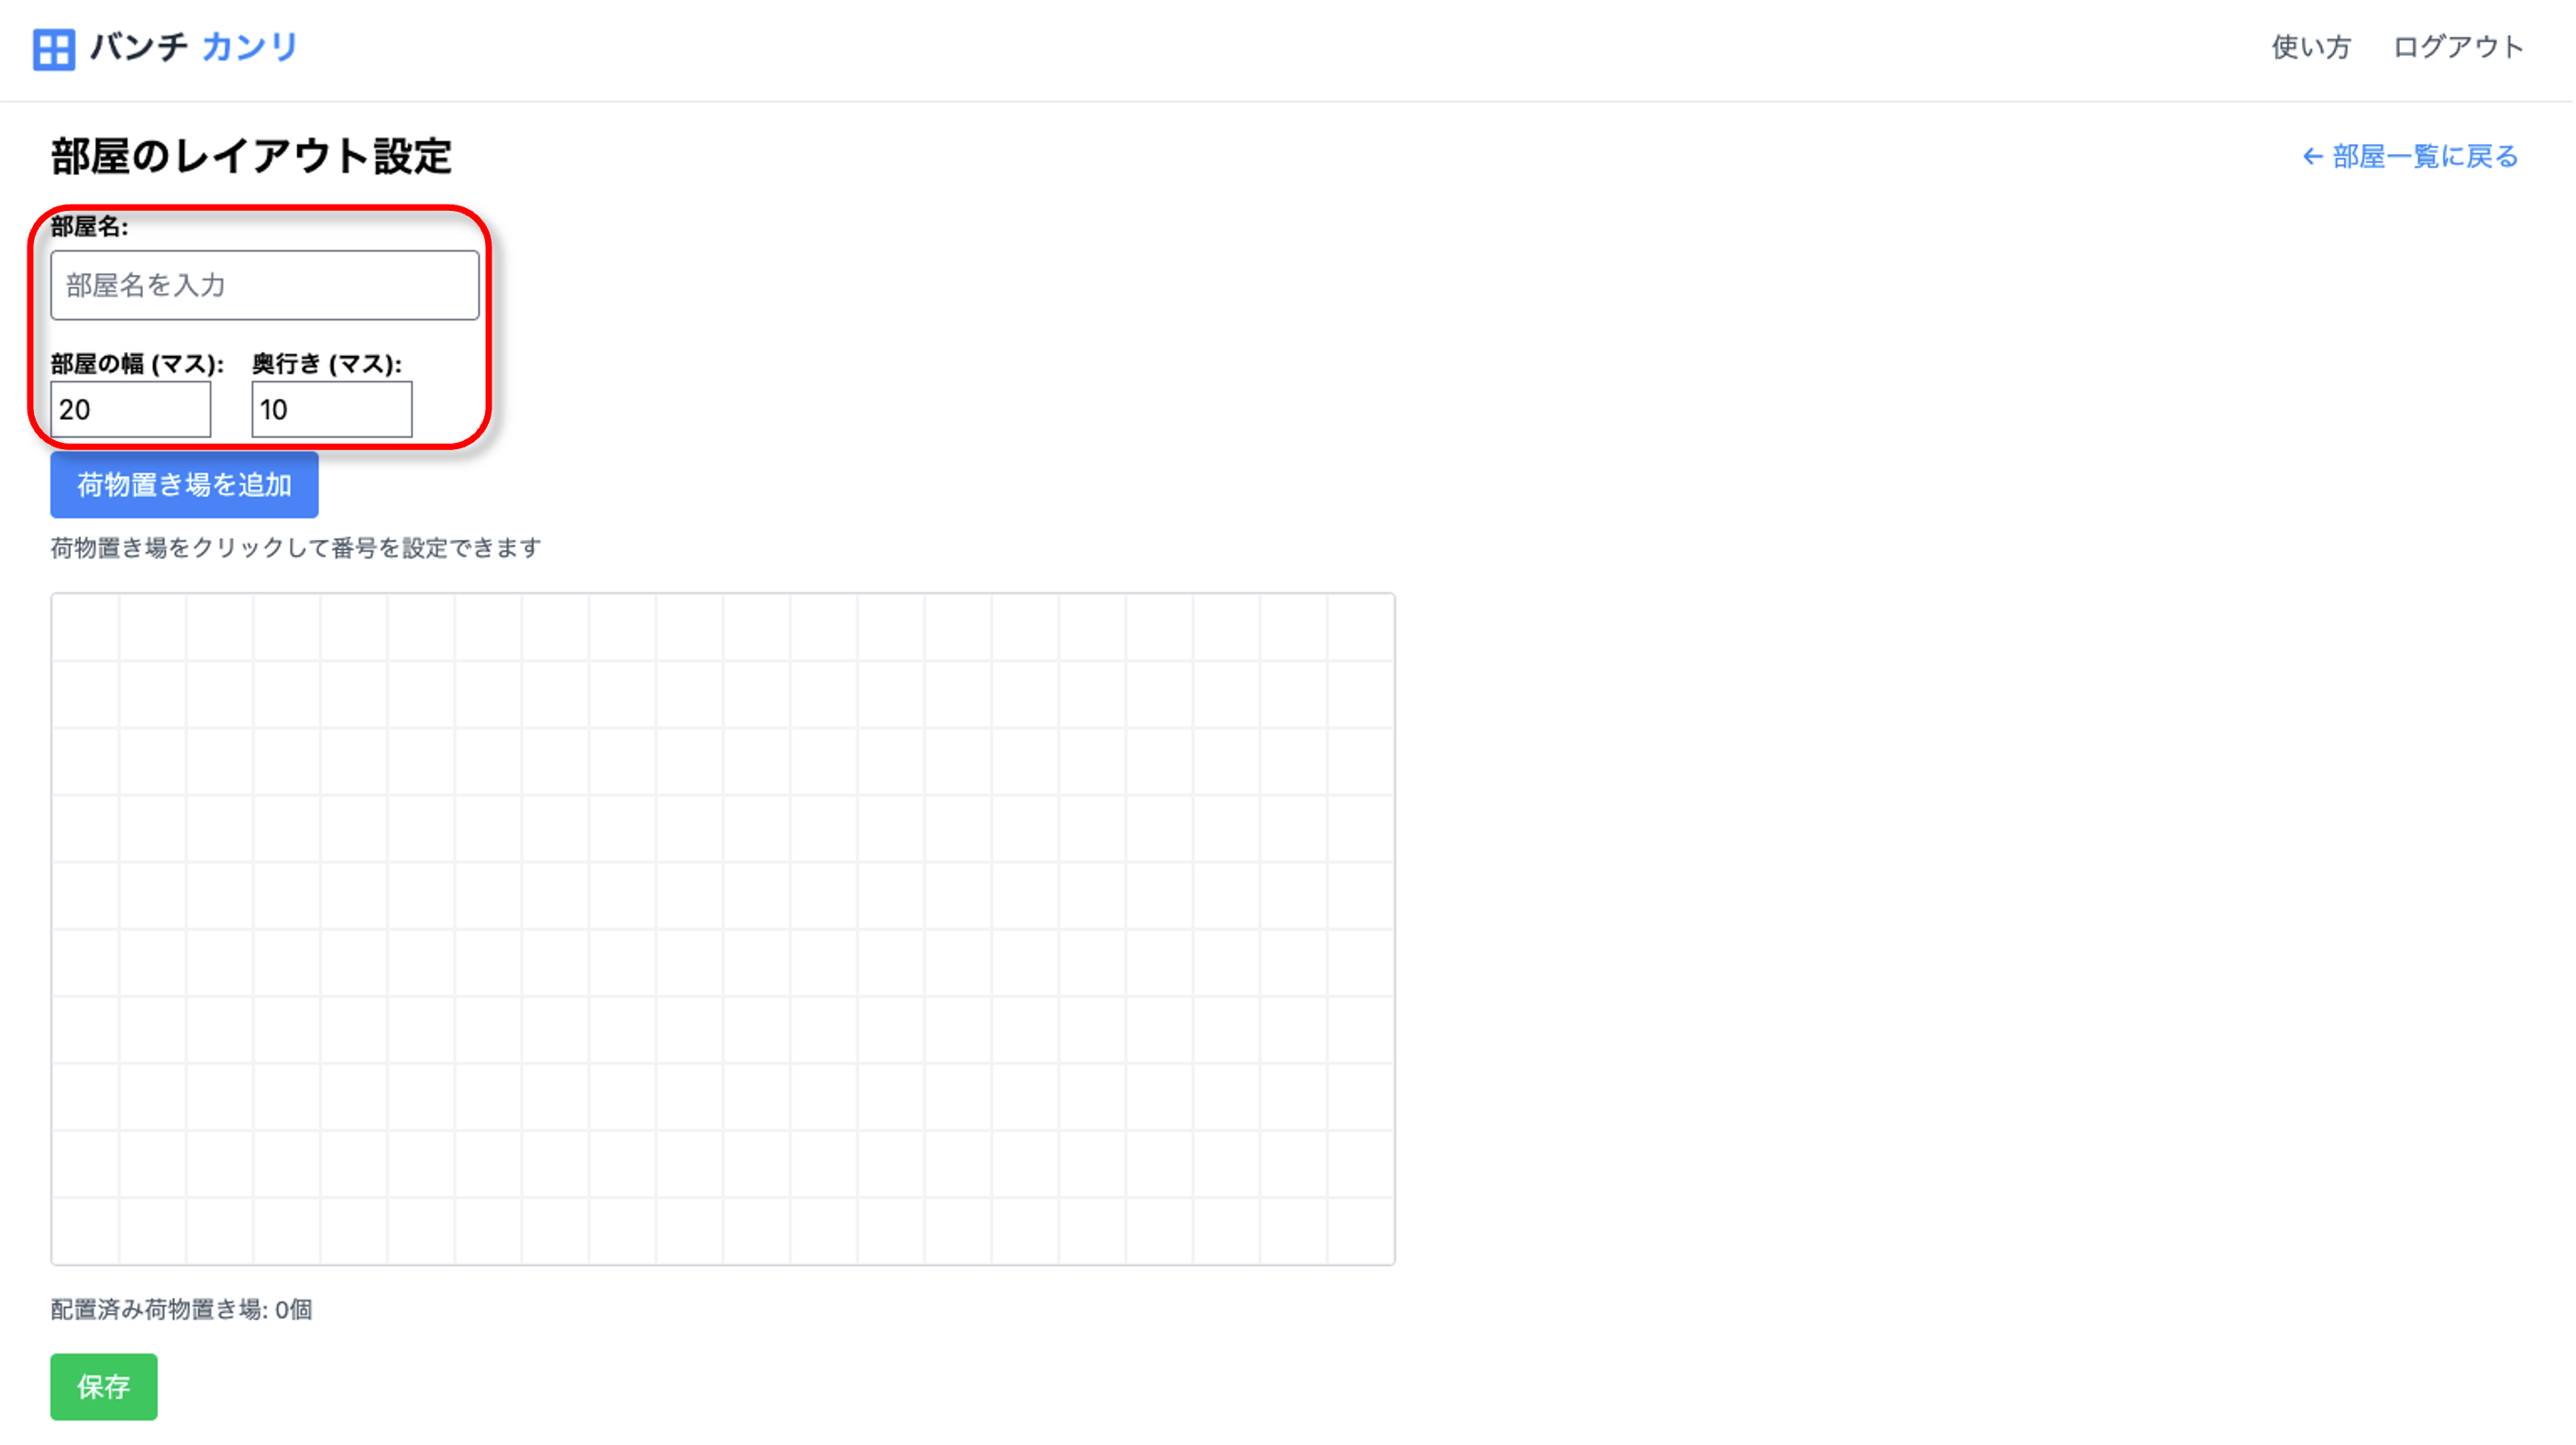 バンチ カンリ
使い方 ログアウト
部屋のレイアウト設定
← 部屋一覧に戻る
部屋名:
部屋名を入力
部屋の幅 (マス): 奥行き (マス):
20 10
荷物置き場を追加
荷物置き場をクリックして番号を設定できます
配置済み荷物置き場: 0個
保存